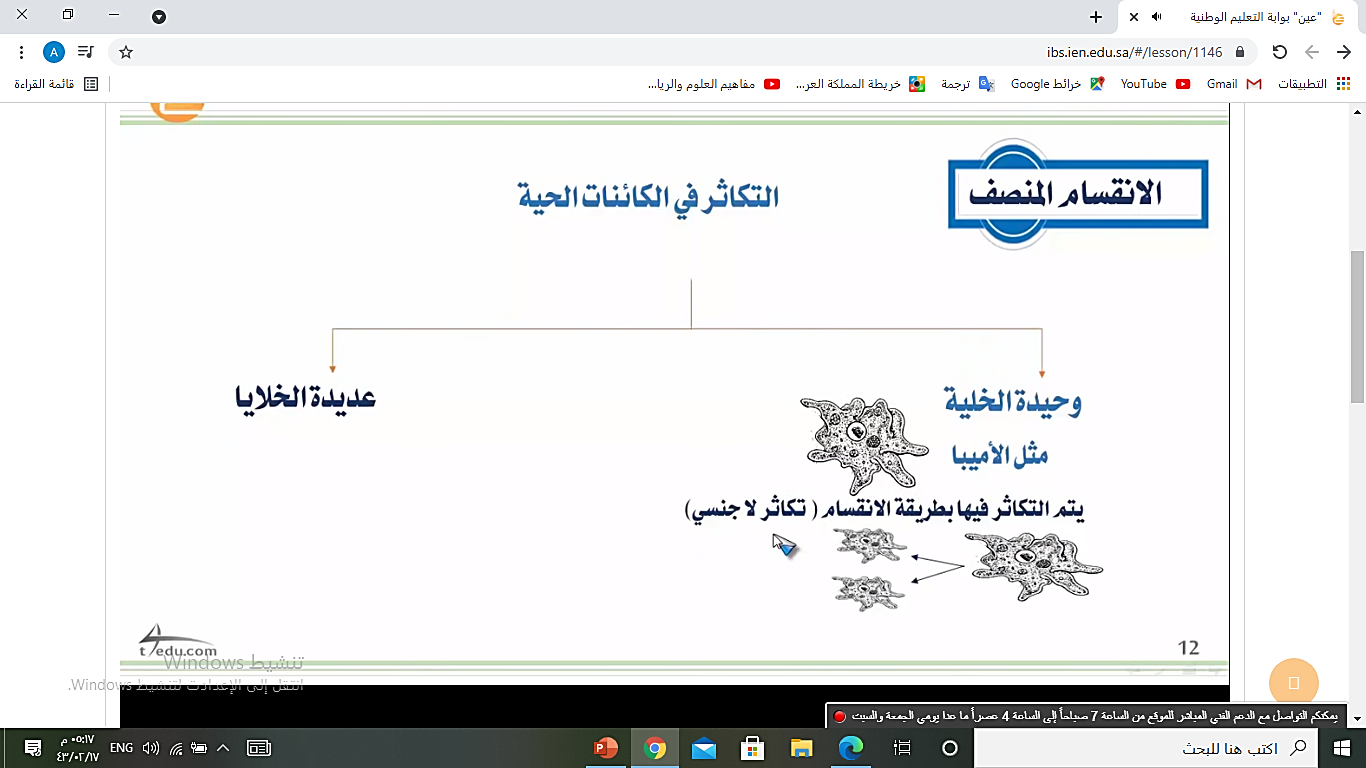 "عين" بوابة التعليم الوطنية
ibs.ien.edu.sa/#/lesson/1146
A
التطبيقات
Gmail
YouTube
خرائط Google
ترجمة
خريطة المملكة العر...
مفاهيم العلوم والريا...
قائمة القراءة
الانقسام المنصف
التكاثر في الكائنات الحية
وحيدة الخلية
مثل الأميبا
يتم التكاثر فيها بطريقة الانقسام ( تكاثر لا جنسي)
عديدة الخلايا
12
t4edu.com
تنشيط Windows
انتقل إلى الإعدادات لتنشيط Windows.
يمكنكم التواصل مع الدعم الفني المباشر للموقع من الساعة 7 صباحاً إلى الساعة 4 عصراً ما عدا يومي الجمعة والسبت
اكتب هنا للبحث
ENG
٠٥:١٧ م
٤٣/٠٢/١٧